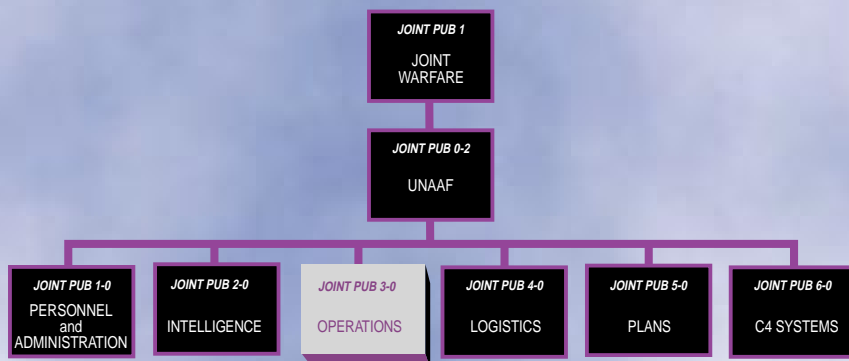 JOINT PUB 1
JOINT
WARFARE
JOINT PUB 0-2
UNAAF
JOINT PUB 1-0
PERSONNEL
and
ADMINISTRATION
JOINT PUB 2-0
INTELLIGENCE
JOINT PUB 3-0
OPERATIONS
JOINT PUB 4-0
LOGISTICS
JOINT PUB 5-0
PLANS
JOINT PUB 6-0
C4 SYSTEMS